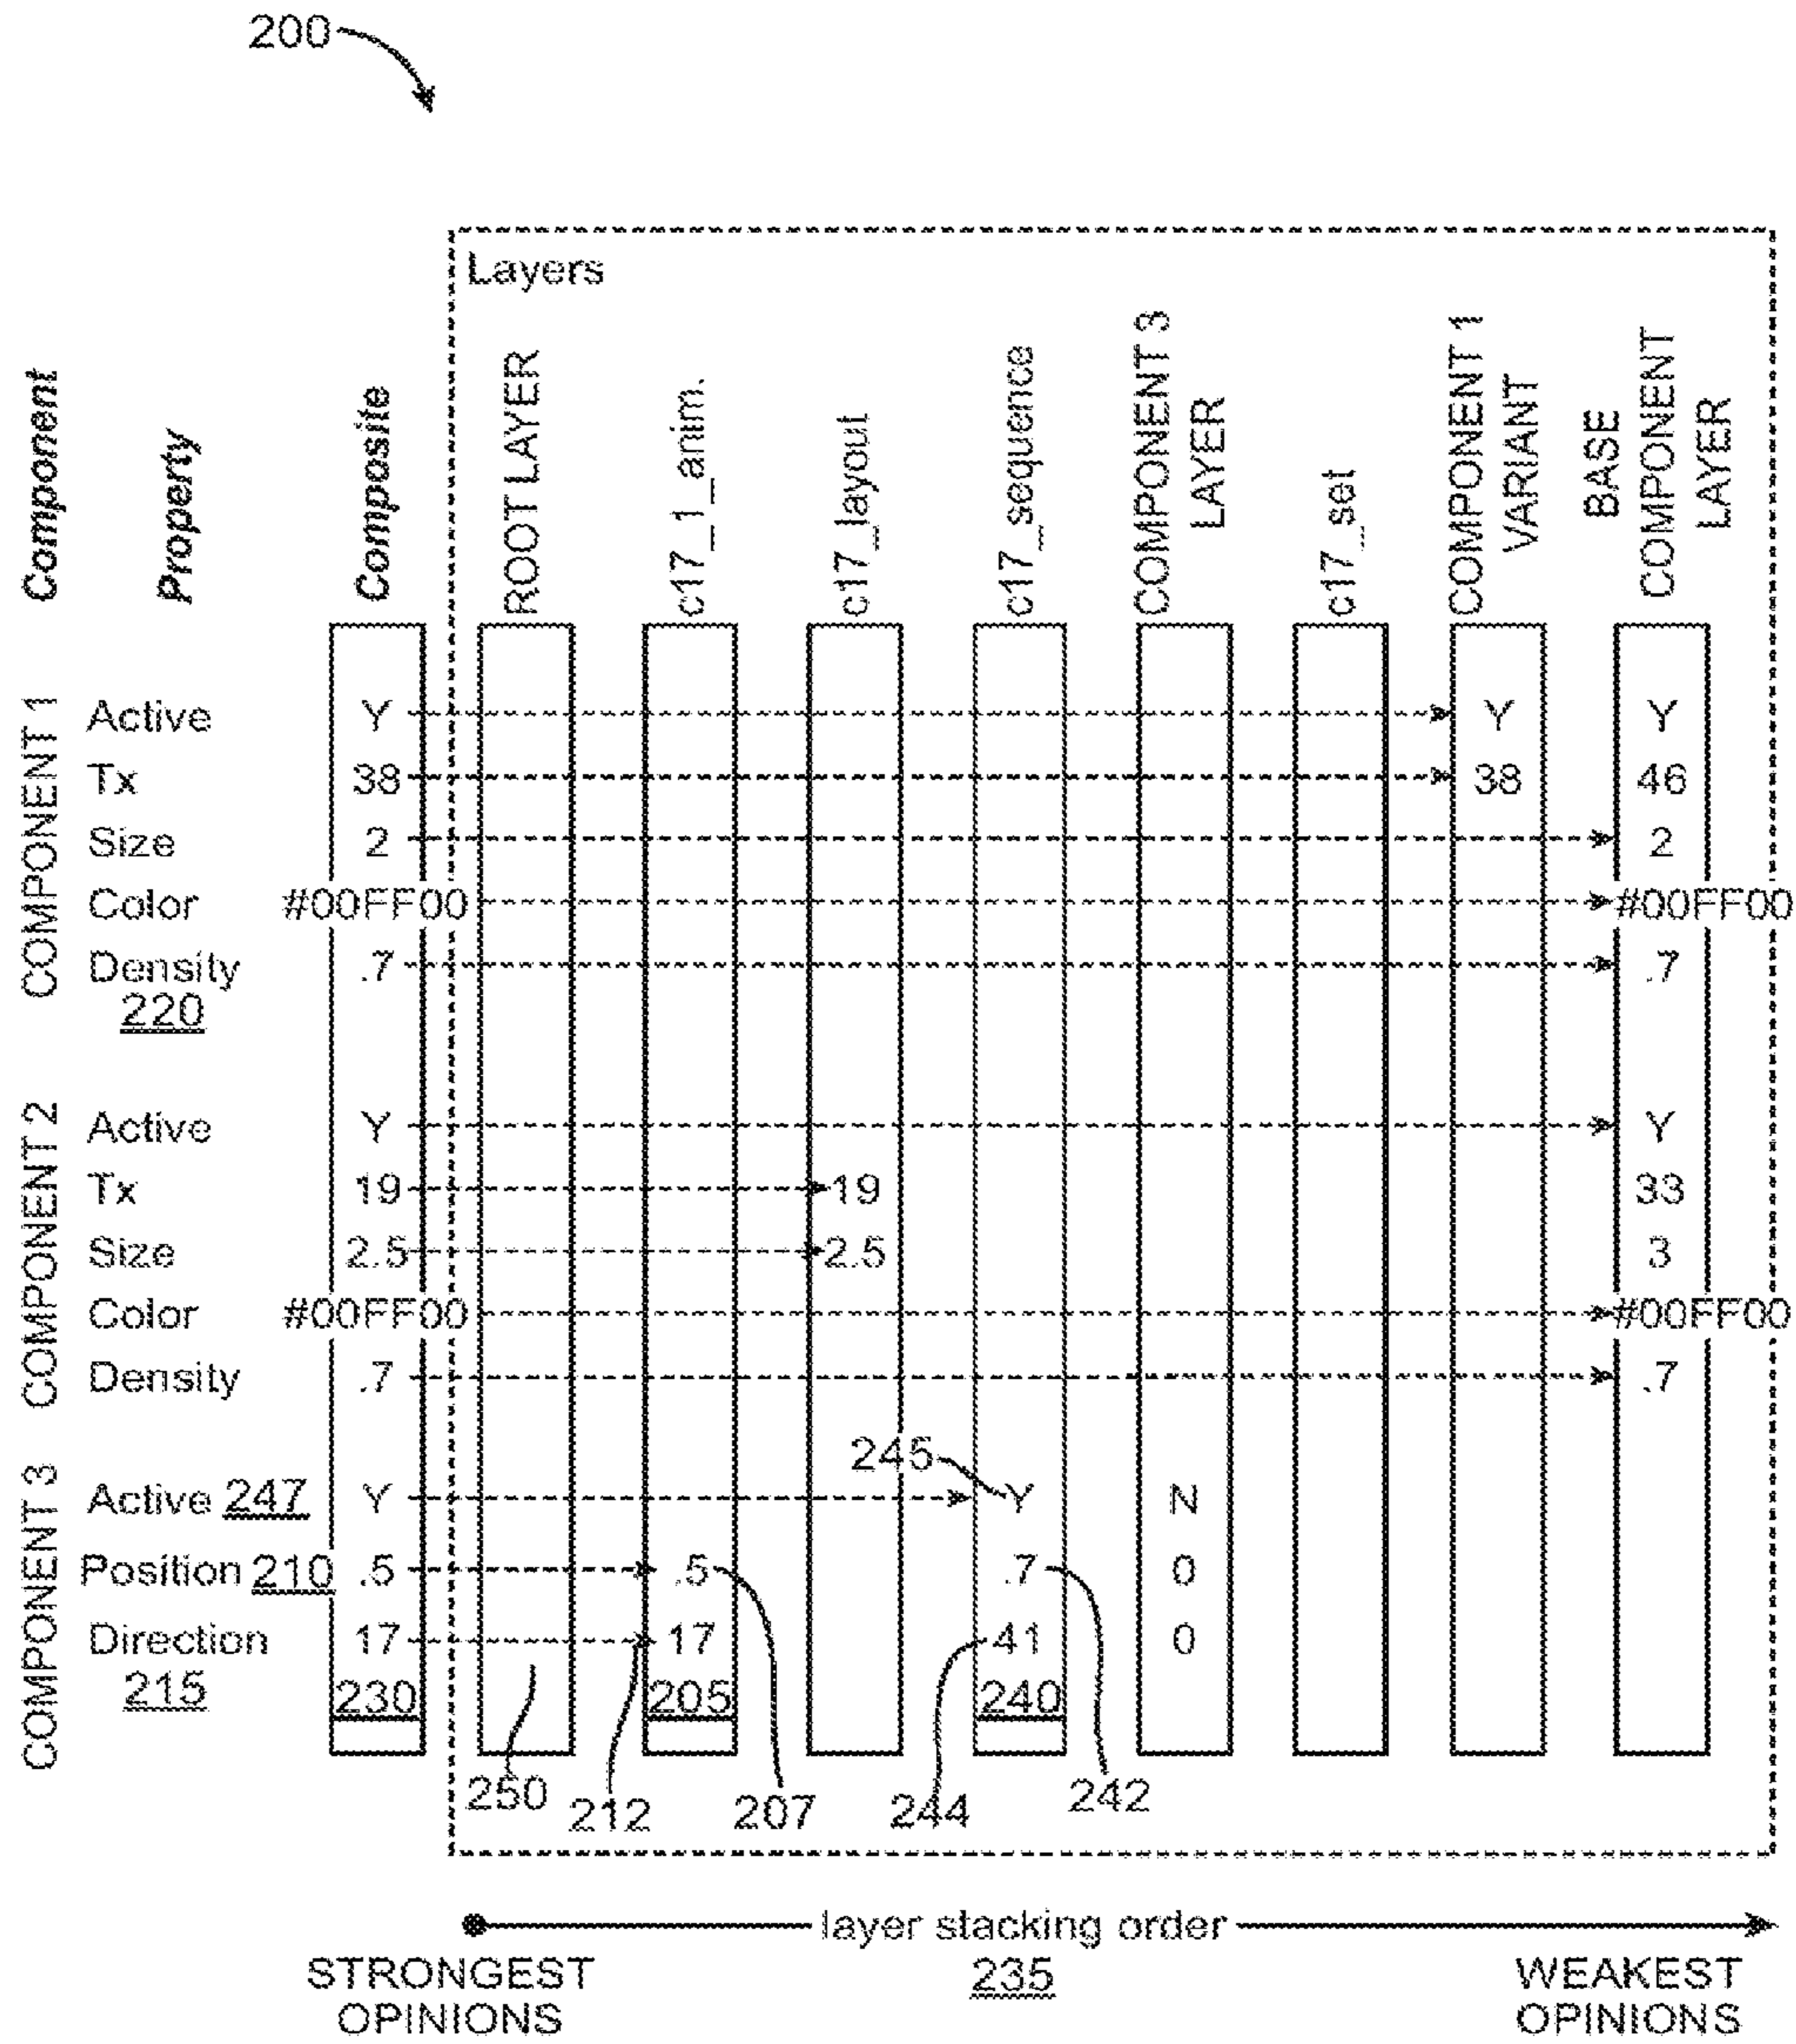 200
Layers
Component
Property
Composite
ROOT LAYER
c17_1_anim.
c17_layout
c17_sequence
COMPONENT 3
LAYER
c17_set
COMPONENT 1
VARIANT
BASE
COMPONENT
LAYER
COMPONENT 1
Active Y Y Y
Tx 38 38 46
Size 2 2
Color #00FF00 #00FF00
Density .7 .7
220
COMPONENT 2
Active Y Y
Tx 19 19 33
Size 2.5 2.5 3
Color #00FF00 #00FF00
Density .7 .7
COMPONENT 3
245
Active 247 Y Y N
Position 210 .5 .5 .7 0
Direction 17 17 41 0
215 230 205 240
250 212 207 244 242
layer stacking order
235
STRONGEST
OPINIONS
WEAKEST
OPINIONS